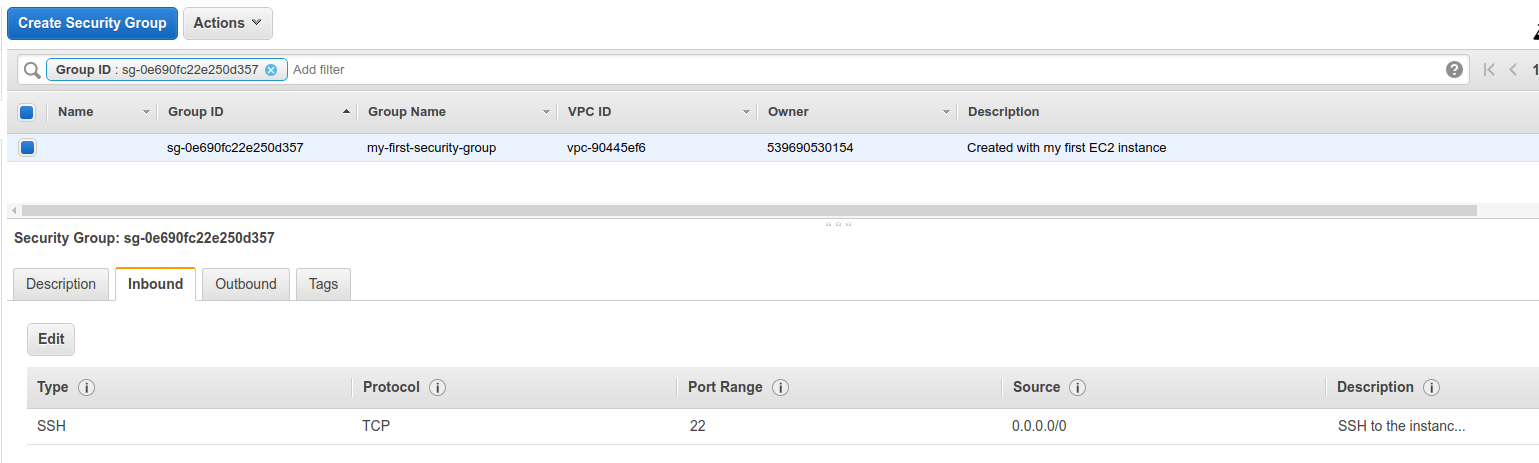 Create Security Group Actions
Group ID : sg-0e690fc22e250d357 Add filter 1
Name Group ID Group Name VPC ID Owner Description
sg-0e690fc22e250d357 my-first-security-group vpc-90445ef6 539690530154 Created with my first EC2 instance
Security Group: sg-0e690fc22e250d357
Description Inbound Outbound Tags
Edit
Type Protocol Port Range Source Description
SSH TCP 22 0.0.0.0/0 SSH to the instanc...